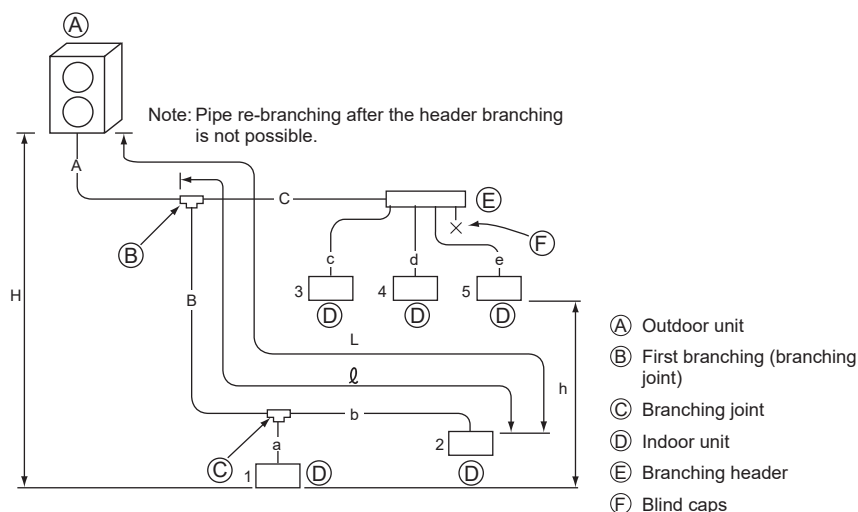 Ⓐ
Note: Pipe re-branching after the header branching
is not possible.
A
C
Ⓔ
Ⓑ
Ⓕ
c
d
e
3
4
5
Ⓓ
Ⓓ
Ⓓ
H
B
L
ℓ
h
b
a
Ⓒ
1
Ⓓ
2
Ⓓ
Ⓐ Outdoor unit
Ⓑ First branching (branching
joint)
Ⓒ Branching joint
Ⓓ Indoor unit
Ⓔ Branching header
Ⓕ Blind caps